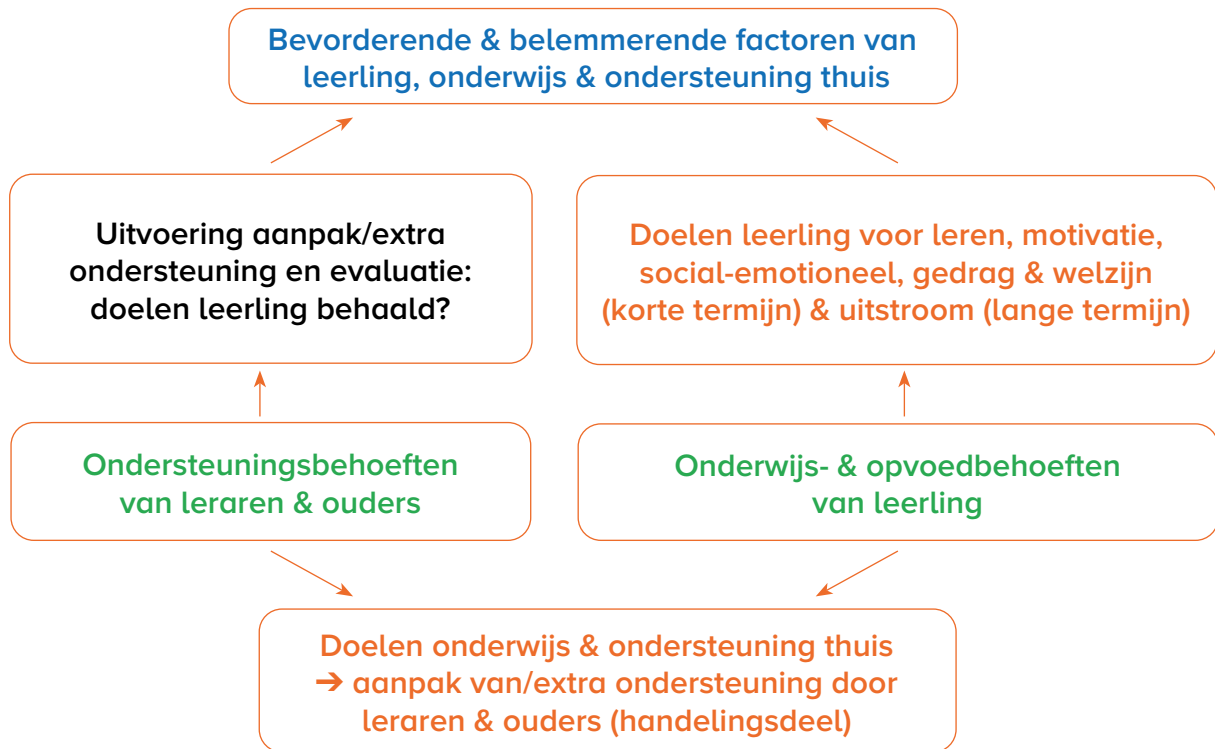 Bevorderende & belemmerende factoren van
leerling, onderwijs & ondersteuning thuis
Uitvoering aanpak/extra
ondersteuning en evaluatie:
doelen leerling behaald?
Doelen leerling voor leren, motivatie,
social-emotioneel, gedrag & welzijn
(korte termijn) & uitstroom (lange termijn)
Ondersteuningsbehoeften
van leraren & ouders
Onderwijs- & opvoedbehoeften
van leerling
Doelen onderwijs & ondersteuning thuis
➔ aanpak van/extra ondersteuning door
leraren & ouders (handelingsdeel)